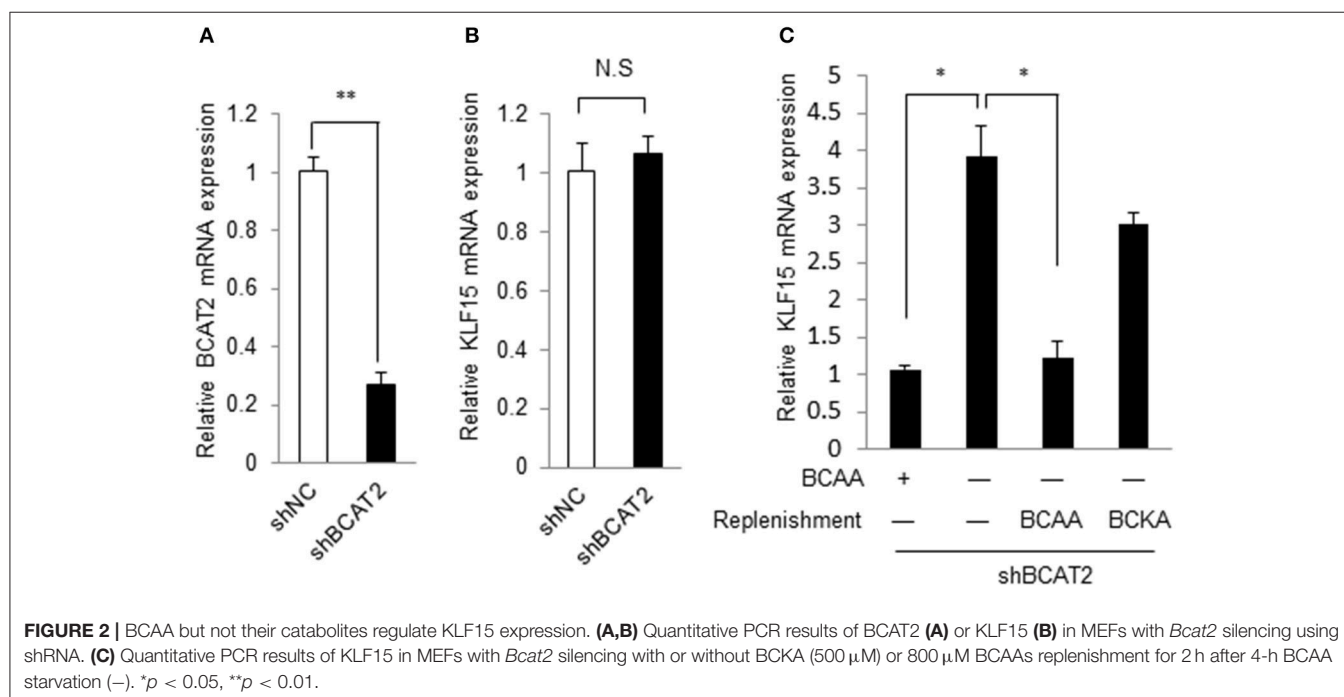 A
**
Relative BCAT2 mRNA expression
1.2
1
0.8
0.6
0.4
0.2
0
shNC
shBCAT2
B
N.S
Relative KLF15 mRNA expression
1.2
1
0.8
0.6
0.4
0.2
0
shNC
shBCAT2
C
* *
Relative KLF15 mRNA expression
5
4.5
4
3.5
3
2.5
2
1.5
1
0.5
0
BCAA + — — —
Replenishment — — BCAA BCKA
shBCAT2
FIGURE 2 | BCAA but not their catabolites regulate KLF15 expression. (A,B) Quantitative PCR results of BCAT2 (A) or KLF15 (B) in MEFs with Bcat2 silencing using
shRNA. (C) Quantitative PCR results of KLF15 in MEFs with Bcat2 silencing with or without BCKA (500 μM) or 800 μM BCAAs replenishment for 2 h after 4-h BCAA
starvation (−). *p < 0.05, **p < 0.01.